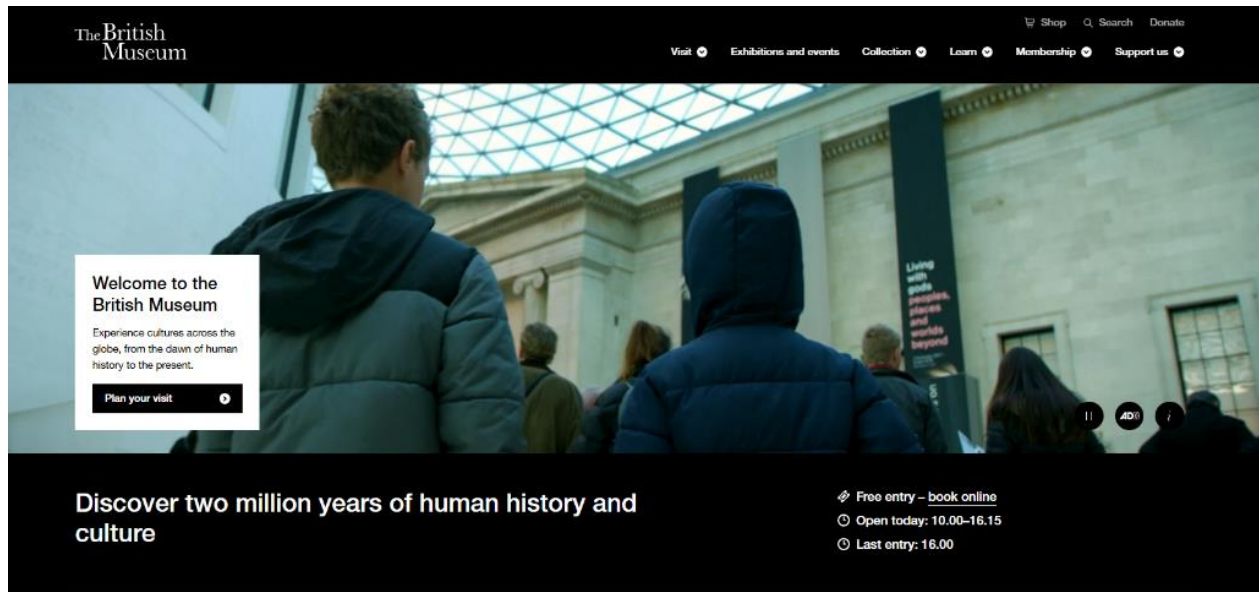 The British
Museum
Shop Search Donate
Visit Exhibitions and events Collection Learn Membership Support us
Living
with
gods
peoples,
places
and
worlds
beyond
Welcome to the
British Museum
Experience cultures across the
globe, from the dawn of human
history to the present.
Plan your visit
AD
i
Discover two million years of human history and
culture
Free entry – book online
Open today: 10.00–16.15
Last entry: 16.00